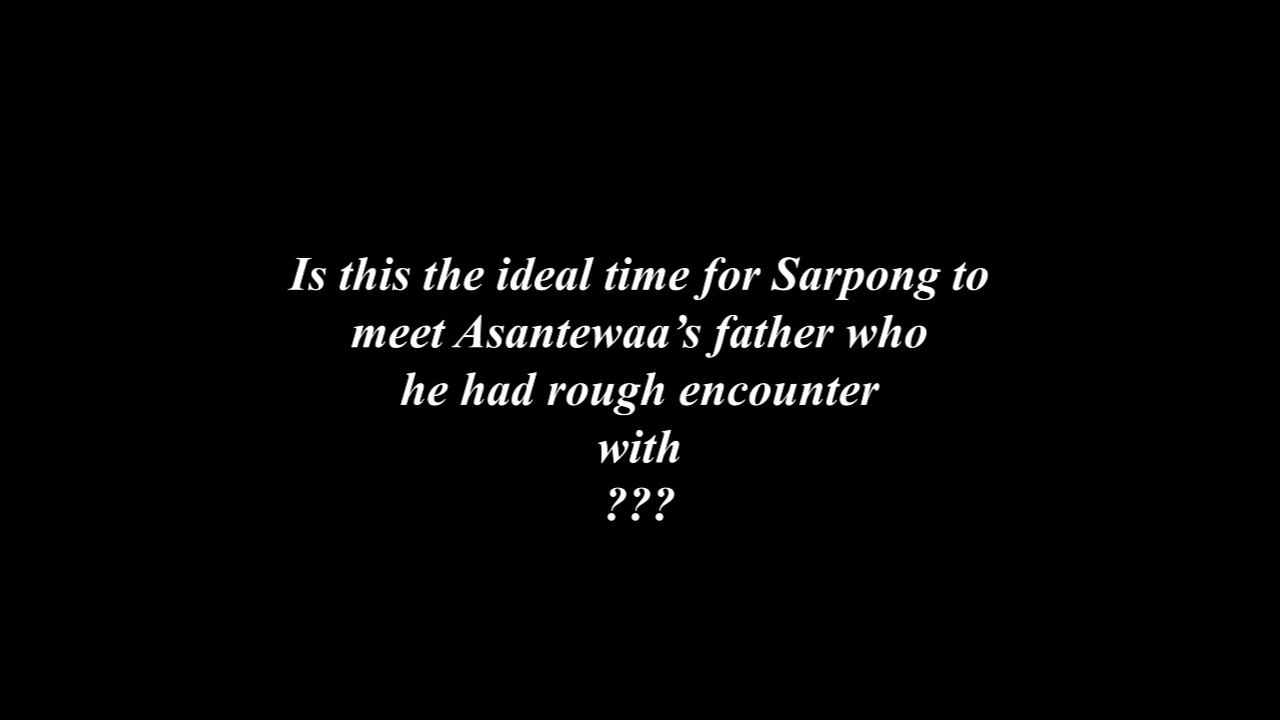 Is this the ideal time for Sarpong to
meet Asantewaa’s father who
he had rough encounter
with
???